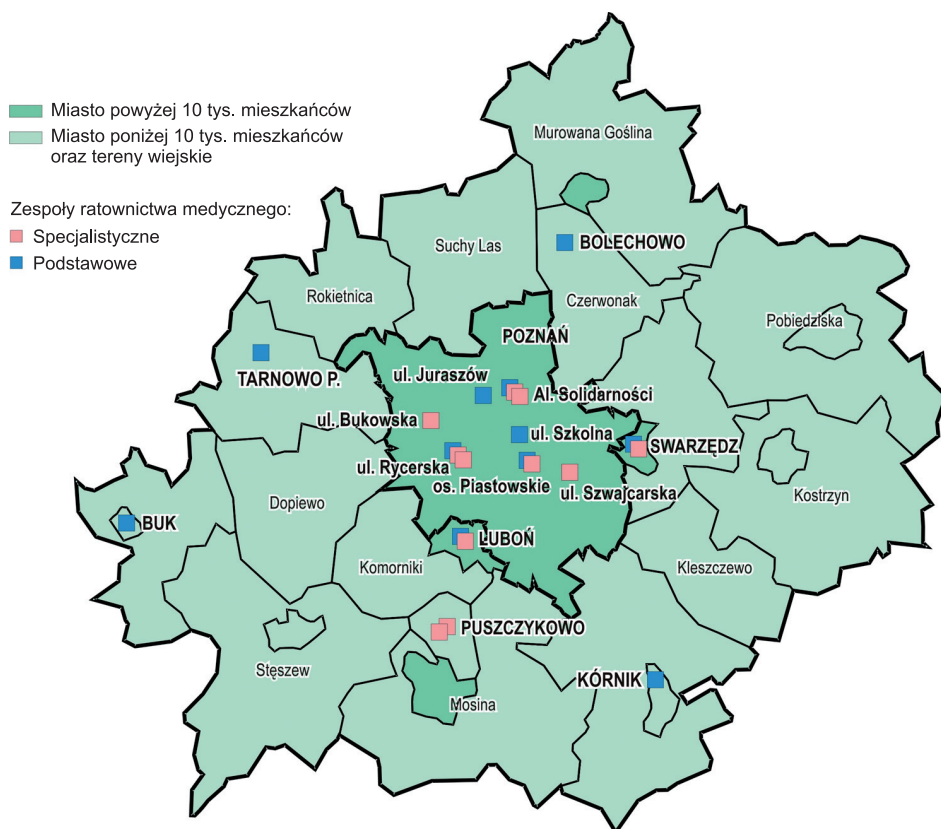 Miasto powyżej 10 tys. mieszkańców
Miasto poniżej 10 tys. mieszkańców
oraz tereny wiejskie
Zespoły ratownictwa medycznego:
Specjalistyczne
Podstawowe
Murowana Goślina
BOLECHOWO
Suchy Las
Rokietnica
Czerwonak
Pobiedziska
POZNAŃ
TARNOWO P.
ul. Juraszów
Al. Solidarności
ul. Bukowska
ul. Szkolna
SWARZĘDZ
ul. Rycerska
os. Piastowskie
ul. Szwajcarska
Kostrzyn
Dopiewo
BUK
LUBOŃ
Komorniki
Kleszczewo
PUSZCZYKOWO
Stęszew
KÓRNIK
Mosina